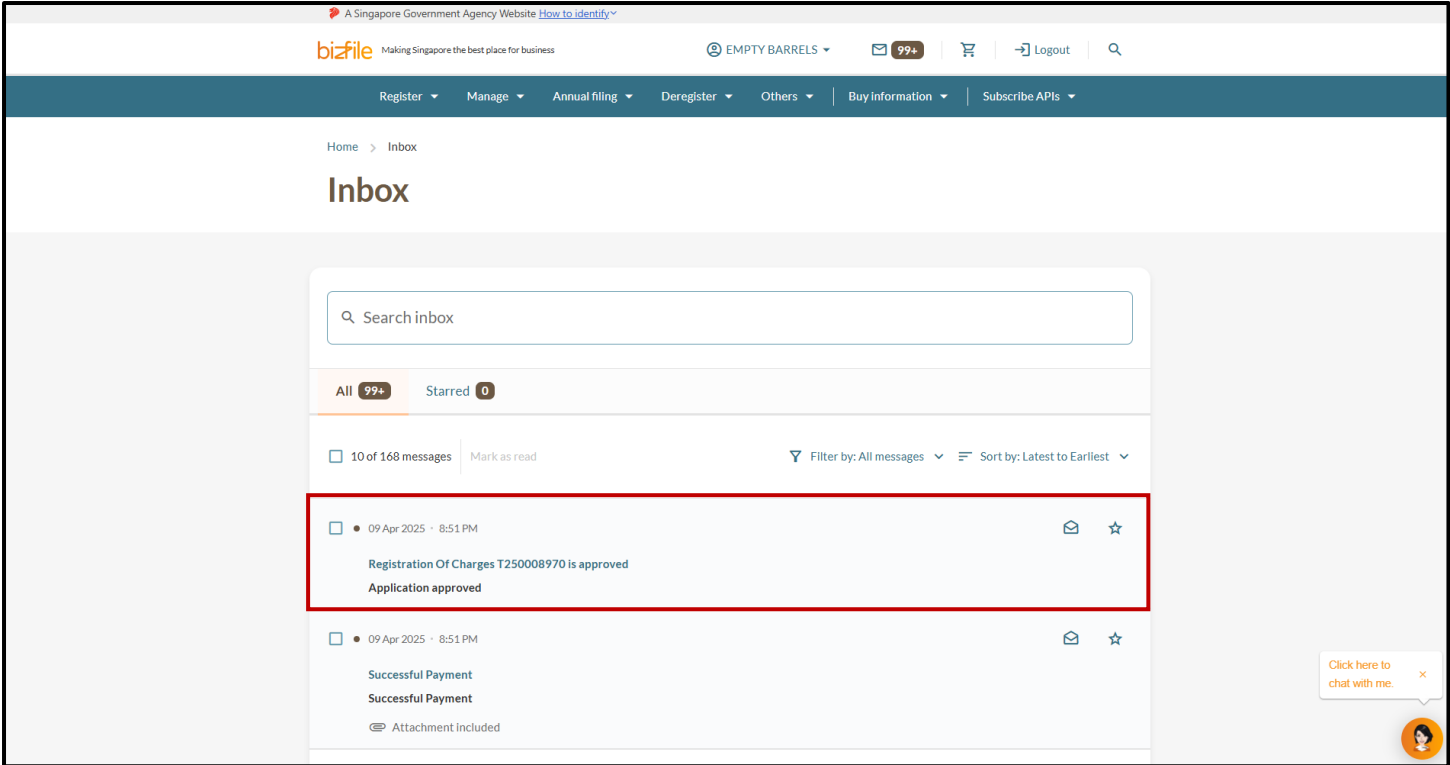 A Singapore Government Agency Website How to identify
bizfile Making Singapore the best place for business EMPTY BARRELS 99+ Logout
Register Manage Annual filing Deregister Others Buy information Subscribe APIs
Home > Inbox
Inbox
Search inbox
All 99+ Starred 0
10 of 168 messages Mark as read Filter by: All messages Sort by: Latest to Earliest
09 Apr 2025 · 8:51 PM
Registration Of Charges T250008970 is approved
Application approved
09 Apr 2025 · 8:51 PM
Successful Payment
Successful Payment
Attachment included
Click here to
chat with me. ×